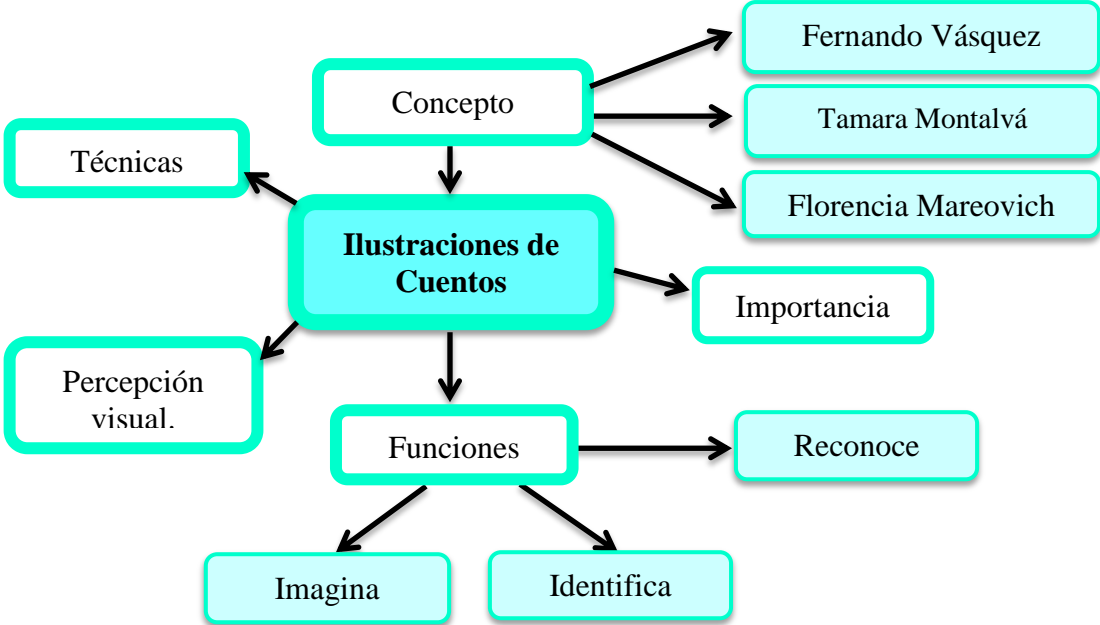 Fernando Vásquez
Concepto
Tamara Montalvá
Técnicas
Florencia Mareovich
Ilustraciones de
Cuentos
Importancia
Percepción
visual.
Funciones
Reconoce
Imagina
Identifica